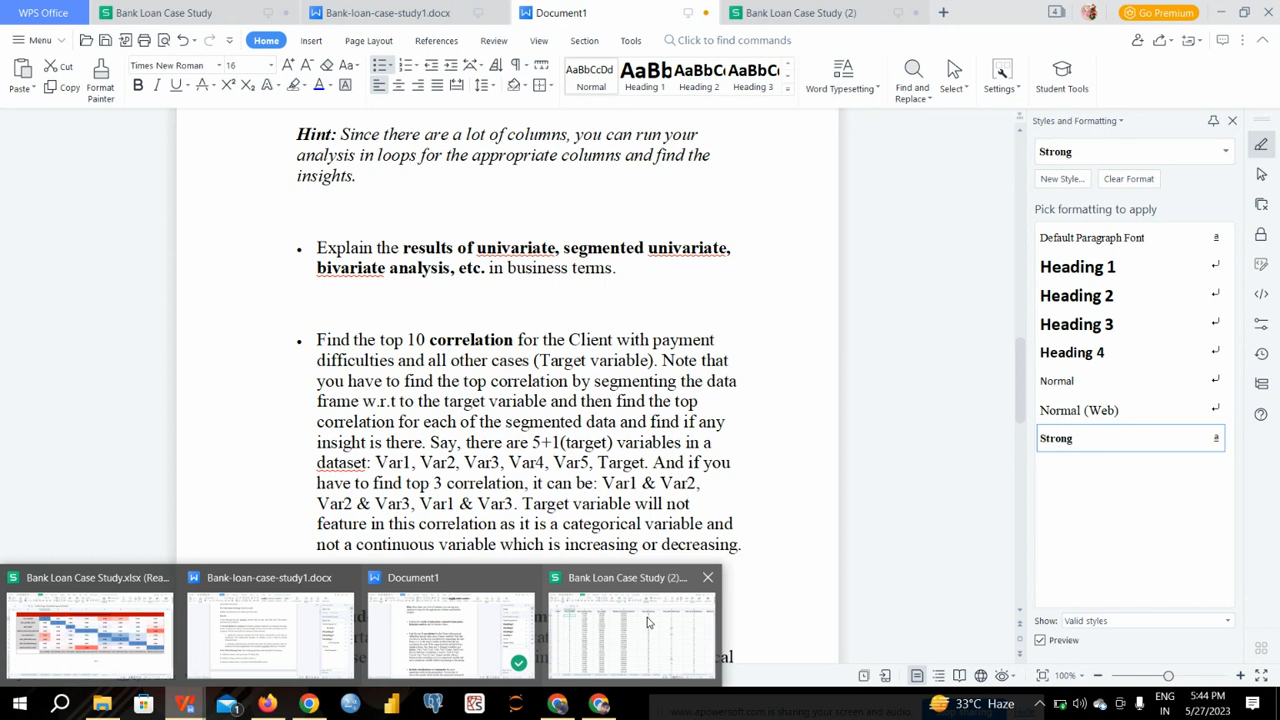 WPS Office
Bank Loan Case Study
Bank-loan-case-study1.docx
Document1
Bank Loan Case Study (2)
4
Go Premium
Menu
Home
Insert
Page Layout
References
Review
View
Section
Tools
Click to find commands
Paste
Cut
Copy
Format Painter
Times New Roman
16
AaBbCcDd
Normal
AaBb
Heading 1
AaBbC
Heading 2
AaBbC
Heading 3
Word Typesetting
Find and Replace
Select
Settings
Student Tools
Hint: Since there are a lot of columns, you can run your
analysis in loops for the appropriate columns and find the
insights.
• Explain the results of univariate, segmented univariate,
bivariate analysis, etc. in business terms.
• Find the top 10 correlation for the Client with payment
difficulties and all other cases (Target variable). Note that
you have to find the top correlation by segmenting the data
frame w.r.t to the target variable and then find the top
correlation for each of the segmented data and find if any
insight is there. Say, there are 5+1(target) variables in a
dataset: Var1, Var2, Var3, Var4, Var5, Target. And if you
have to find top 3 correlation, it can be: Var1 & Var2,
Var2 & Var3, Var1 & Var3. Target variable will not
feature in this correlation as it is a categorical variable and
not a continuous variable which is increasing or decreasing.
Styles and Formatting
Strong
New Style...
Clear Format
Pick formatting to apply
Default Paragraph Font
Heading 1
Heading 2
Heading 3
Heading 4
Normal
Normal (Web)
Strong
Show: Valid styles
Preview
Bank Loan Case Study.xlsx (Rea...
Bank-loan-case-study1.docx
Document1
Bank Loan Case Study (2)....
100%
www.apowersoft.com is sharing your screen and audio
38°C Haze
ENG
IN
5:44 PM
5/27/2023